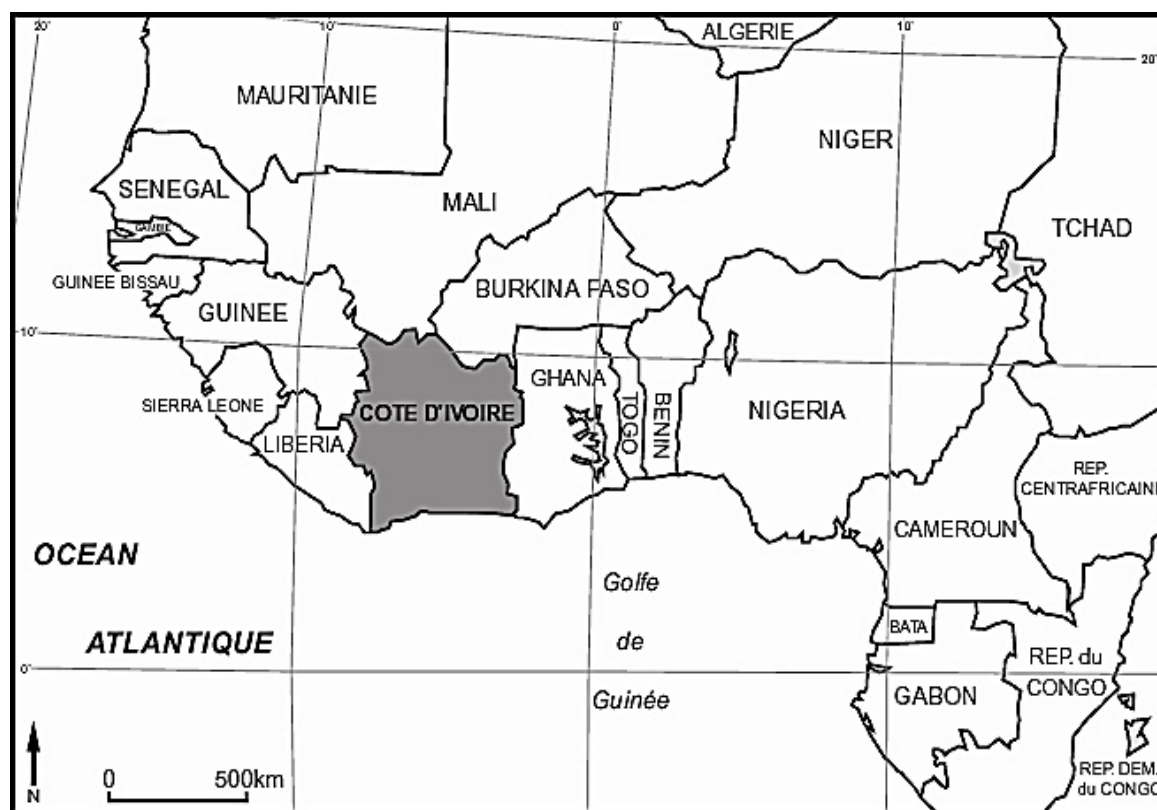 20°
10°
0°
10°
ALGERIE
20°
MAURITANIE
NIGER
SENEGAL
MALI
TCHAD
GAMBIE
GUINEE BISSAU
BURKINA FASO
GUINEE
10°
GHANA
SIERRA LEONE
COTE D'IVOIRE
NIGERIA
LIBERIA
TOGO
BENIN
REP.
CENTRAFRICAINE
CAMEROUN
OCEAN
ATLANTIQUE
Golfe
de
Guinée
BATA
REP. du
CONGO
0°
GABON
N
0 500km
REP. DEM.
du CONGO